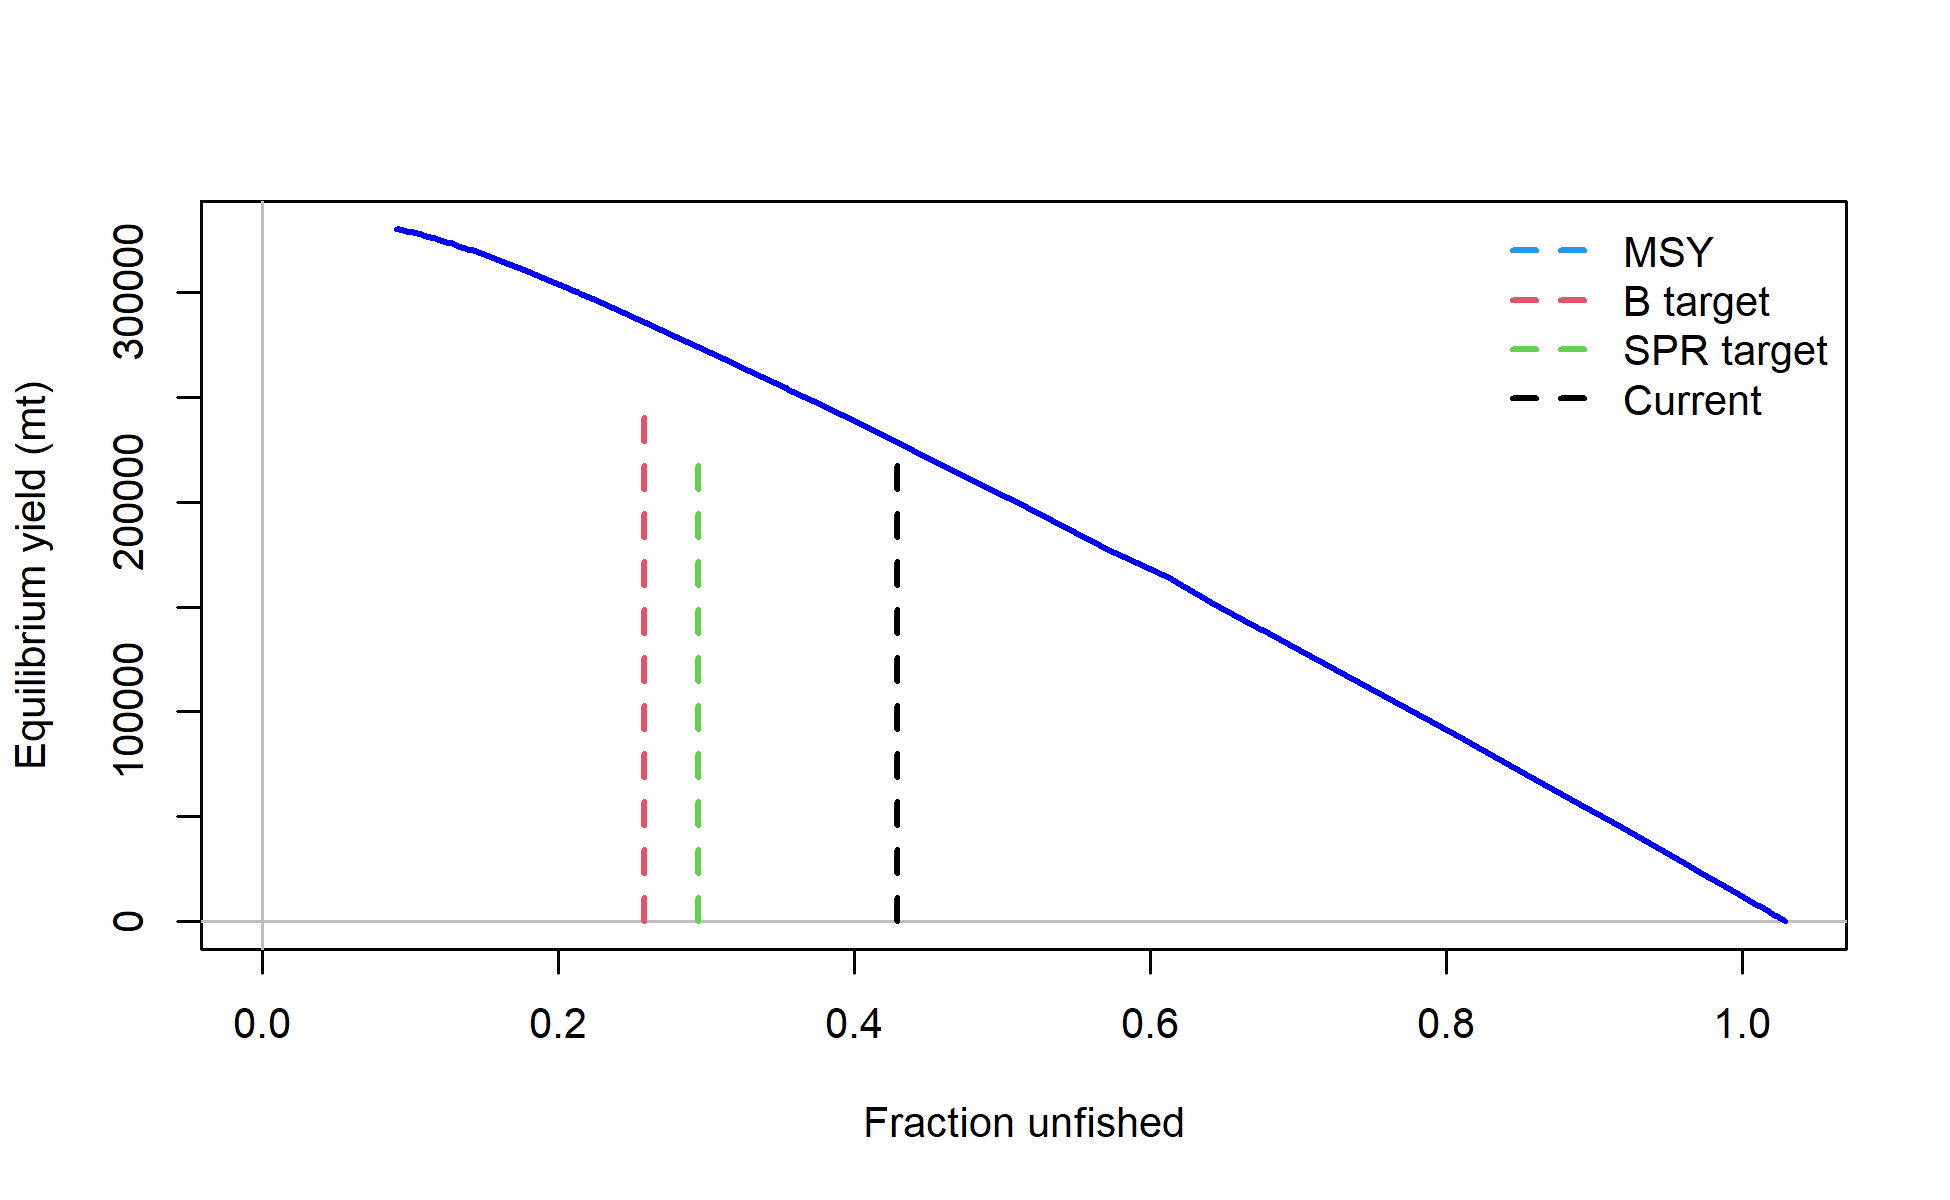 MSY
B target
SPR target
Current
Equilibrium yield (mt)
300000
200000
100000
0
0.0 0.2 0.4 0.6 0.8 1.0
Fraction unfished